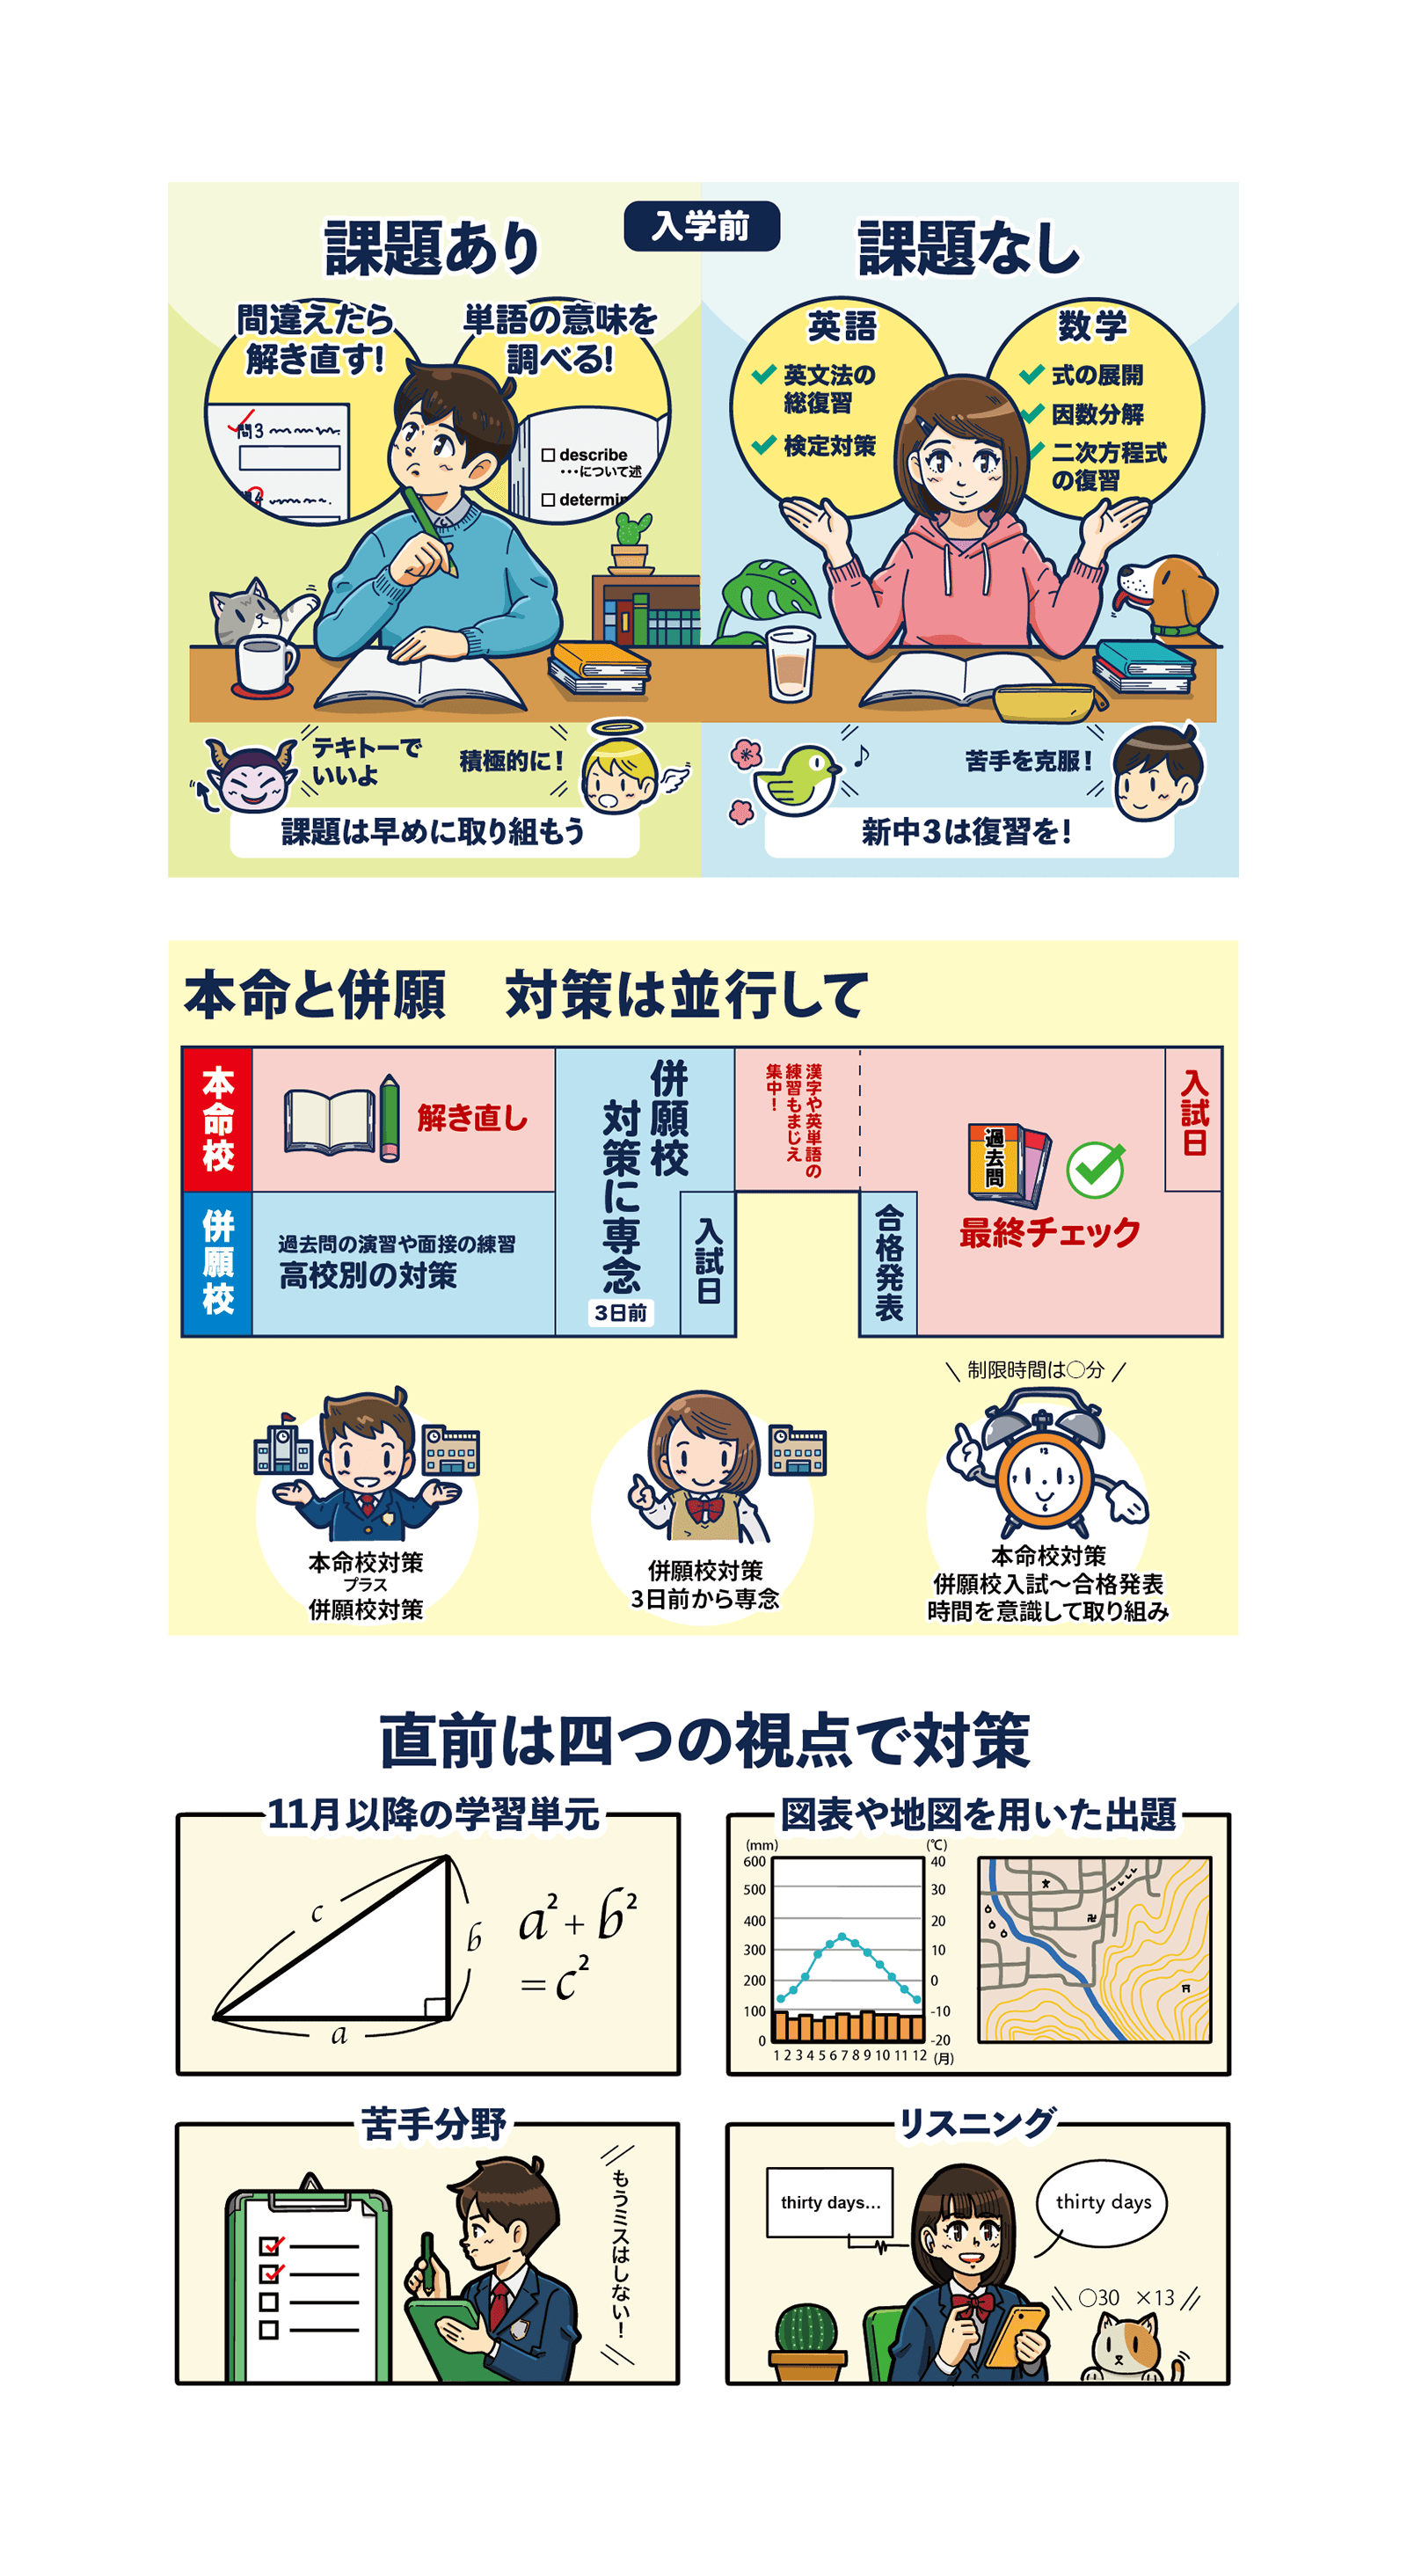 入学前
課題あり
間違えたら
解き直す!
単語の意味を
調べる!
問3
describe
…について述
テキトーで
いいよ
積極的に!
課題は早めに取り組もう
課題なし
英語
英文法の
総復習
検定対策
数学
式の展開
因数分解
二次方程式
の復習
苦手を克服!
新中3は復習を!
本命と併願 対策は並行して
本命校
解き直し
併願校
過去問の演習や面接の練習
高校別の対策
併願校
対策に専念
3日前
入試日
漢字や英単語の
練習もまじえ
集中!
合格発表
過去問
最終チェック
入試日
本命校対策
プラス
併願校対策
併願校対策
3日前から専念
制限時間は○分
12
3
6
9
本命校対策
併願校入試〜合格発表
時間を意識して取り組み
直前は四つの視点で対策
11月以降の学習単元
c
b
a
a²+b²
=c²
図表や地図を用いた出題
(mm)
600
500
400
300
200
100
0
(℃)
40
30
20
10
0
-10
-20
1 2 3 4 5 6 7 8 9 10 11 12 (月)
苦手分野
もうミスはしない!
リスニング
thirty days...
thirty days
○30 ×13